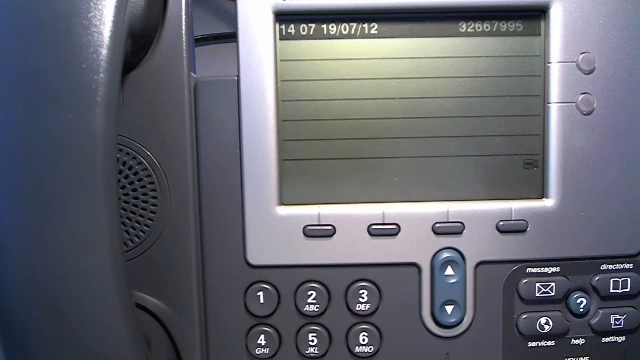 14 07 19/07/12 32667995
messages directories
1 2 3
ABC DEF
?
4 5 6
GHI JKL MNO
services help settings
VOLUME